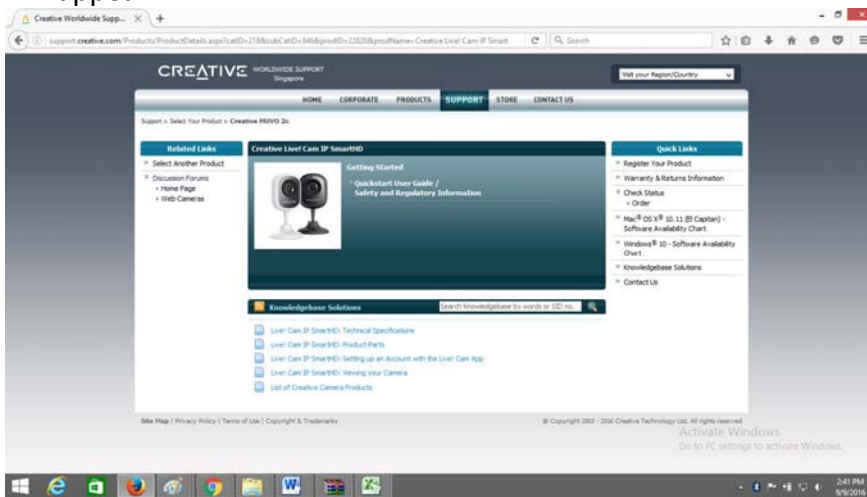 Creative Worldwide Supp...
support.creative.com/Products/ProductDetails.aspx?catID=218&subCatID=846&prodID=22820&prodName=Creative Live! Cam IP Smart
Search
CREATIVE WORLDWIDE SUPPORT
Singapore
Visit your Region/Country
HOME CORPORATE PRODUCTS SUPPORT STORE CONTACT US
Support > Select Your Product > Creative MUVO 2c
Related Links
Select Another Product
Discussion Forums
Home Page
Web Cameras
Creative Live! Cam IP SmartHD
Getting Started
Quickstart User Guide /
Safety and Regulatory Information
Quick Links
Register Your Product
Warranty & Returns Information
Check Status
Order
Mac® OS X® 10.11 (El Capitan) -
Software Availability Chart
Windows® 10 - Software Availability
Chart
Knowledgebase Solutions
Contact Us
Knowledgebase Solutions
Search Knowledgebase by words or SID no.
Live! Cam IP SmartHD: Technical Specifications
Live! Cam IP SmartHD: Product Parts
Live! Cam IP SmartHD: Setting up an Account with the Live! Cam App
Live! Cam IP SmartHD: Viewing your Camera
List of Creative Camera Products
Site Map | Privacy Policy | Terms of Use | Copyright & Trademarks
@ Copyright 2003 - 2016 Creative Technology Ltd. All rights reserved
Activate Windows
Go to PC settings to activate Windows.
2:41 PM
9/9/2016